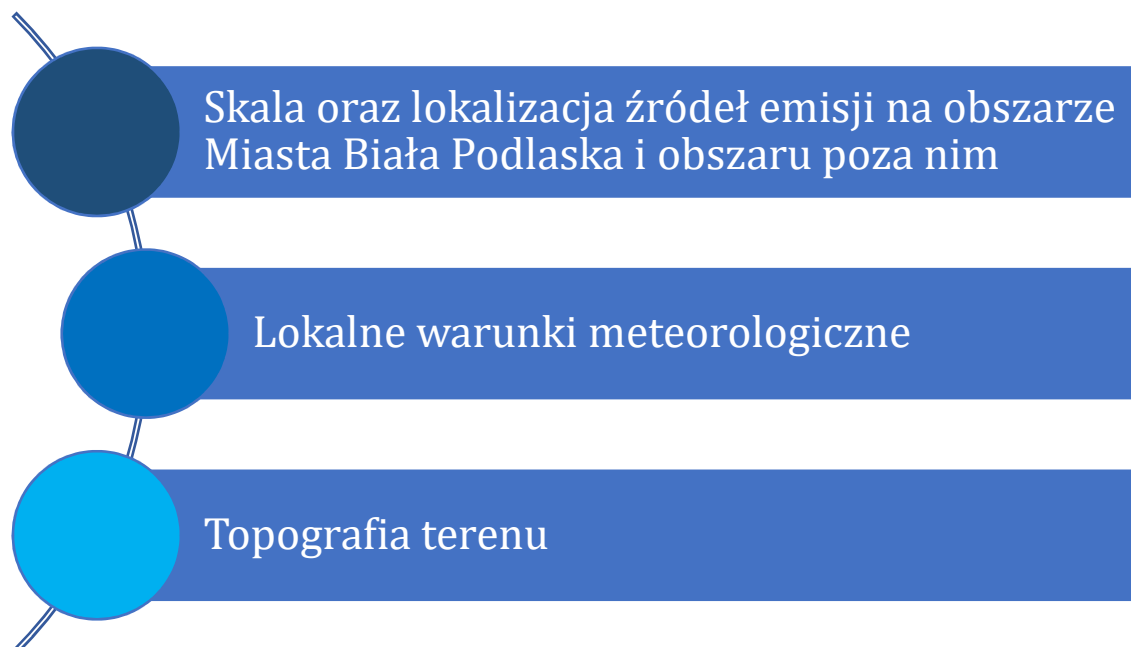 Skala oraz lokalizacja źródeł emisji na obszarze
Miasta Biała Podlaska i obszaru poza nim
Lokalne warunki meteorologiczne
Topografia terenu